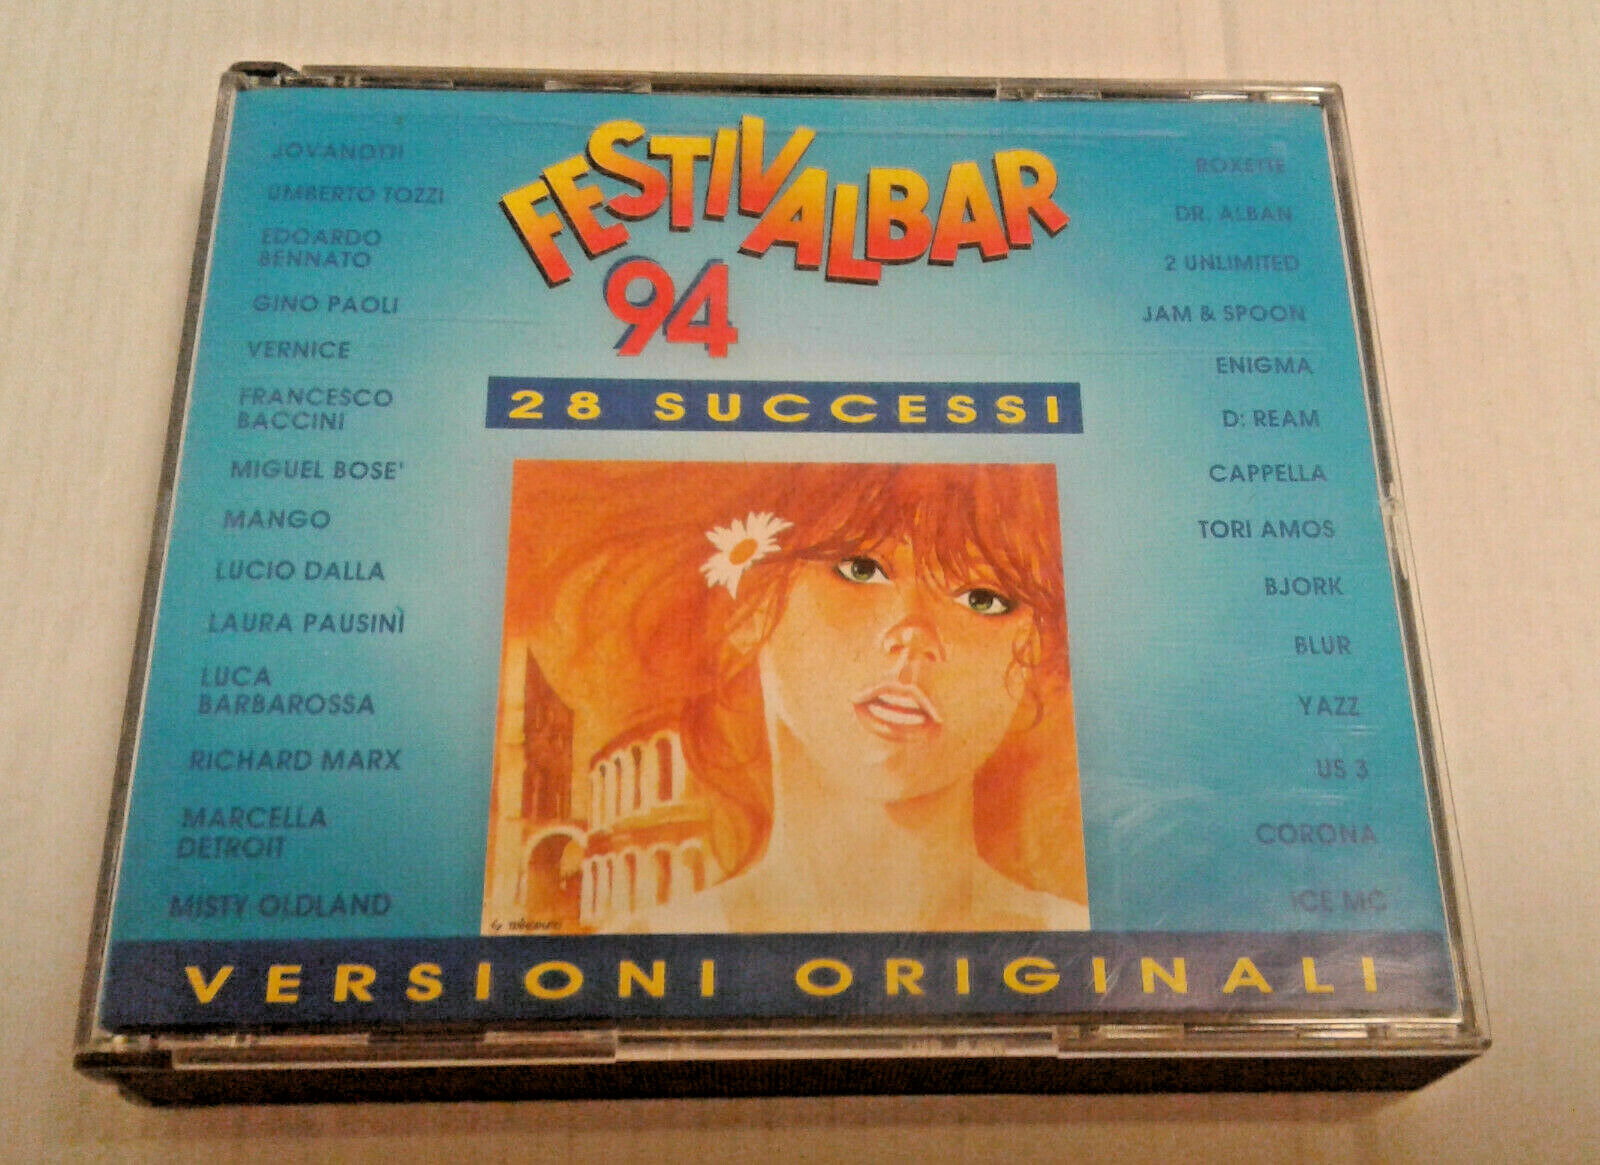 FESTIVALBAR
94
28 SUCCESSI
JOVANOTTI
UMBERTO TOZZI
EDOARDO
BENNATO
GINO PAOLI
VERNICE
FRANCESCO
BACCINI
MIGUEL BOSE'
MANGO
LUCIO DALLA
LAURA PAUSINÌ
LUCA
BARBAROSSA
RICHARD MARX
MARCELLA
DETROIT
MISTY OLDLAND
ROXETTE
DR. ALBAN
2 UNLIMITED
JAM & SPOON
ENIGMA
D: REAM
CAPPELLA
TORI AMOS
BJORK
BLUR
YAZZ
US 3
CORONA
ICE MC
VERSIONI ORIGINALI